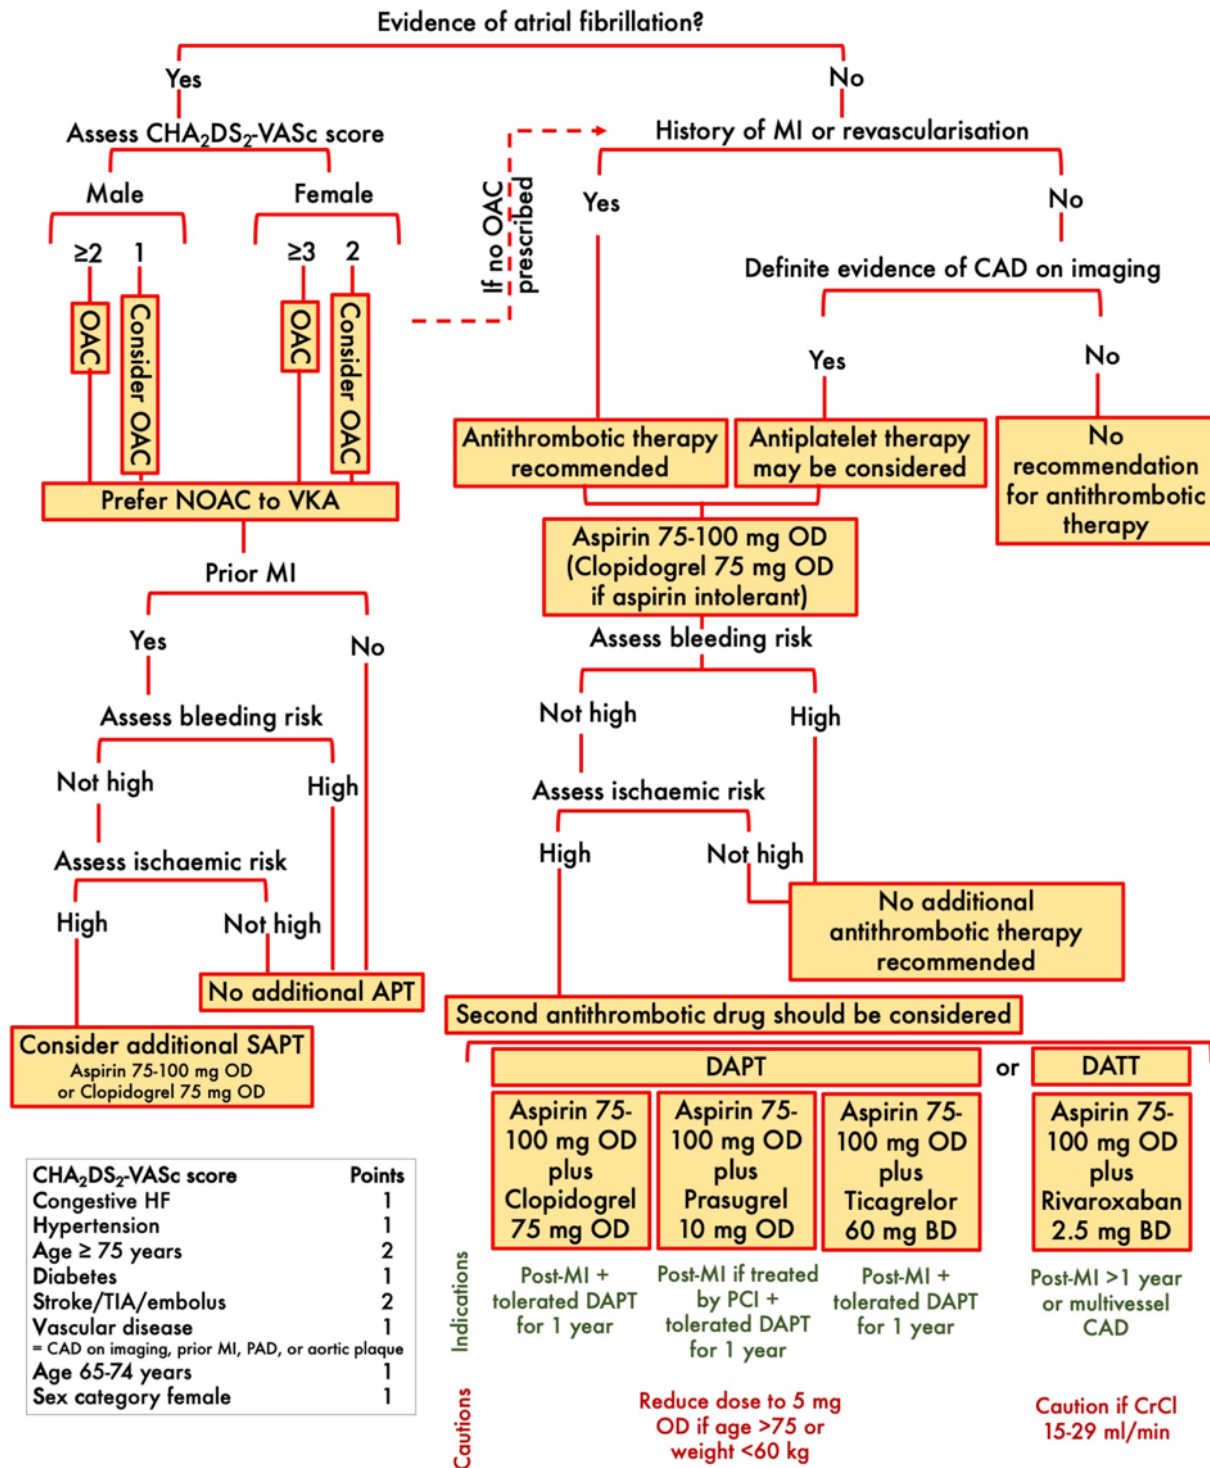 Evidence of atrial fibrillation?
Yes
No
Assess CHA₂DS₂-VASc score
History of MI or revascularisation
Male
Female
If no OAC
prescribed
Yes
No
≥2
1
≥3
2
Definite evidence of CAD on imaging
OAC
Consider OAC
OAC
Consider OAC
Yes
No
Antithrombotic therapy
recommended
Antiplatelet therapy
may be considered
No
recommendation
for antithrombotic
therapy
Prefer NOAC to VKA
Aspirin 75-100 mg OD
(Clopidogrel 75 mg OD
if aspirin intolerant)
Prior MI
Yes
No
Assess bleeding risk
Not high
High
Assess bleeding risk
Not high
High
Assess ischaemic risk
High
Not high
Assess ischaemic risk
High
Not high
No additional
antithrombotic therapy
recommended
No additional APT
Second antithrombotic drug should be considered
Consider additional SAPT
Aspirin 75-100 mg OD
or Clopidogrel 75 mg OD
DAPT
or
DATT
Aspirin 75-
100 mg OD
plus
Clopidogrel
75 mg OD
Aspirin 75-
100 mg OD
plus
Prasugrel
10 mg OD
Aspirin 75-
100 mg OD
plus
Ticagrelor
60 mg BD
Aspirin 75-
100 mg OD
plus
Rivaroxaban
2.5 mg BD
Indications
Post-MI +
tolerated DAPT
for 1 year
Post-MI if treated
by PCI +
tolerated DAPT
for 1 year
Post-MI +
tolerated DAPT
for 1 year
Post-MI >1 year
or multivessel
CAD
Cautions
Reduce dose to 5 mg
OD if age >75 or
weight <60 kg
Caution if CrCl
15-29 ml/min
CHA₂DS₂-VASc score Points
Congestive HF 1
Hypertension 1
Age ≥ 75 years 2
Diabetes 1
Stroke/TIA/embolus 2
Vascular disease 1
= CAD on imaging, prior MI, PAD, or aortic plaque
Age 65-74 years 1
Sex category female 1